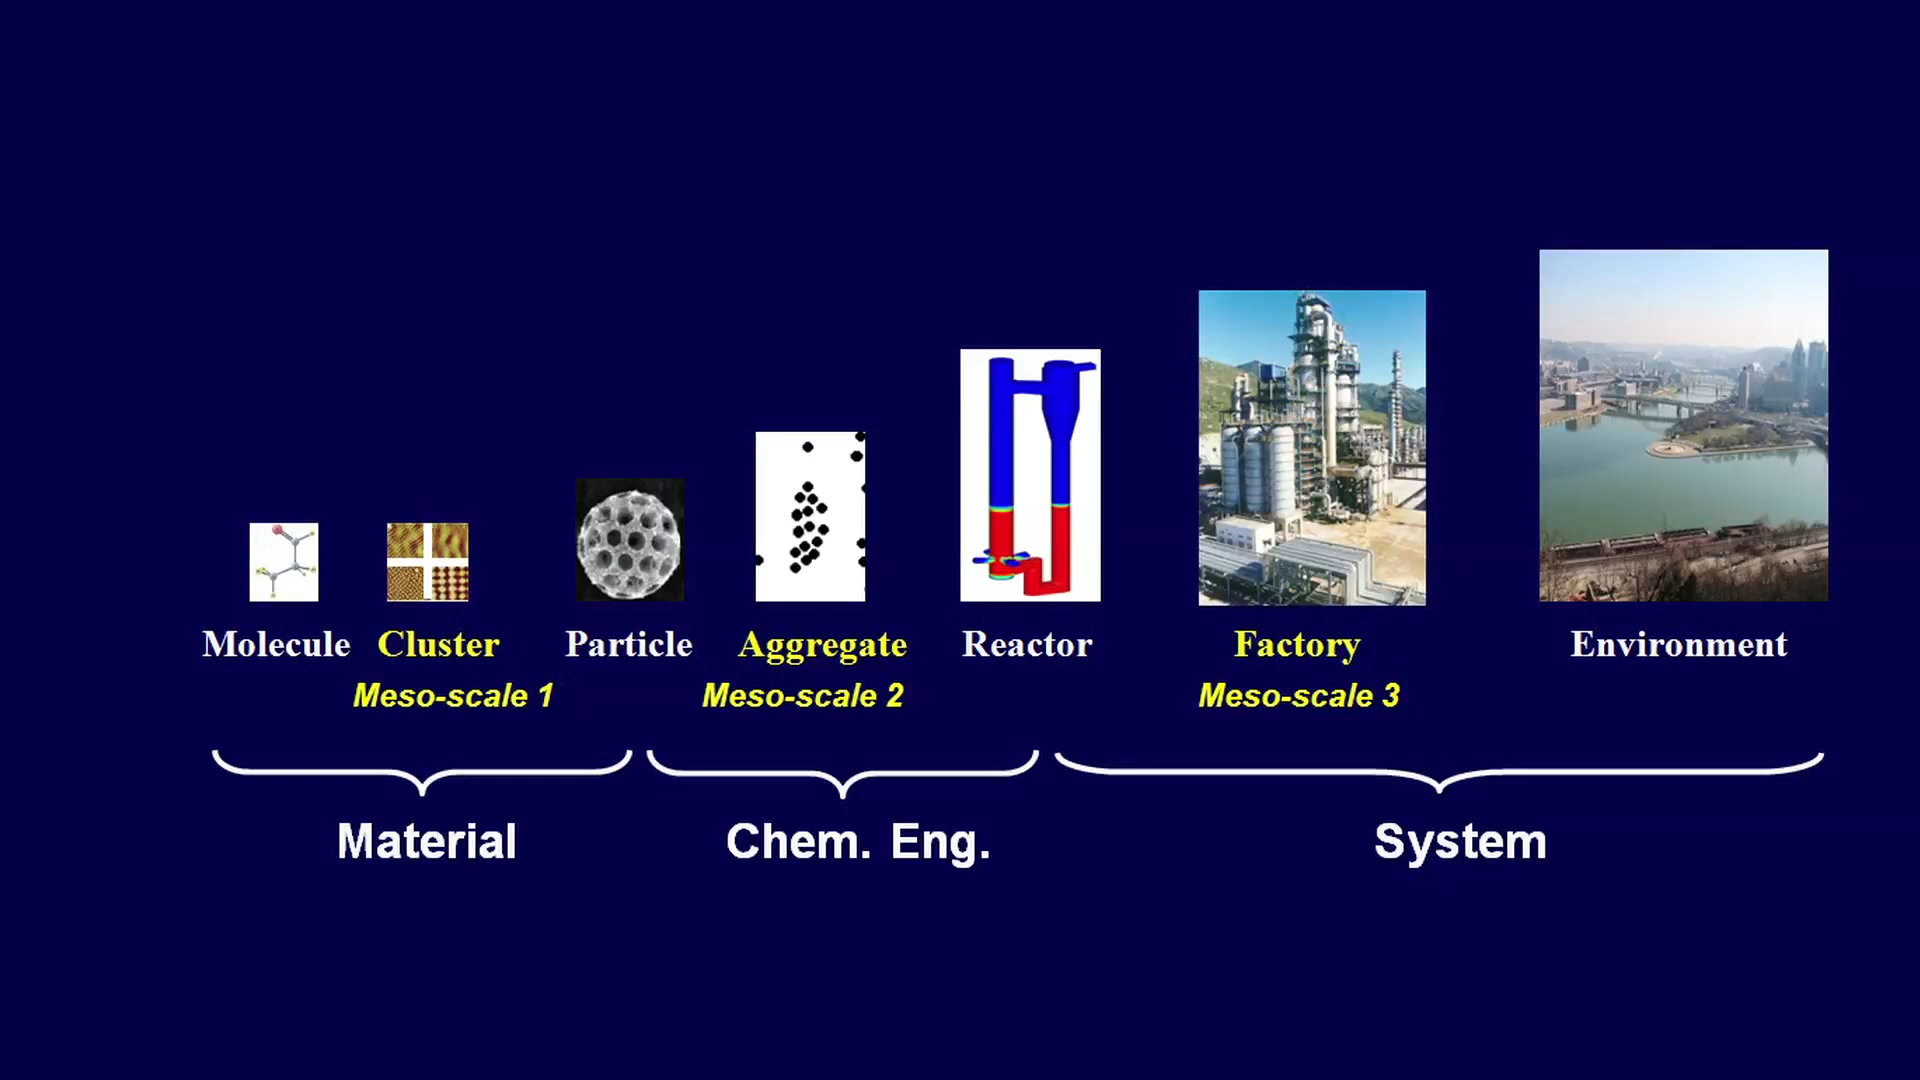 Molecule Cluster Particle Aggregate Reactor Factory Environment
Meso-scale 1 Meso-scale 2 Meso-scale 3
Material Chem. Eng. System